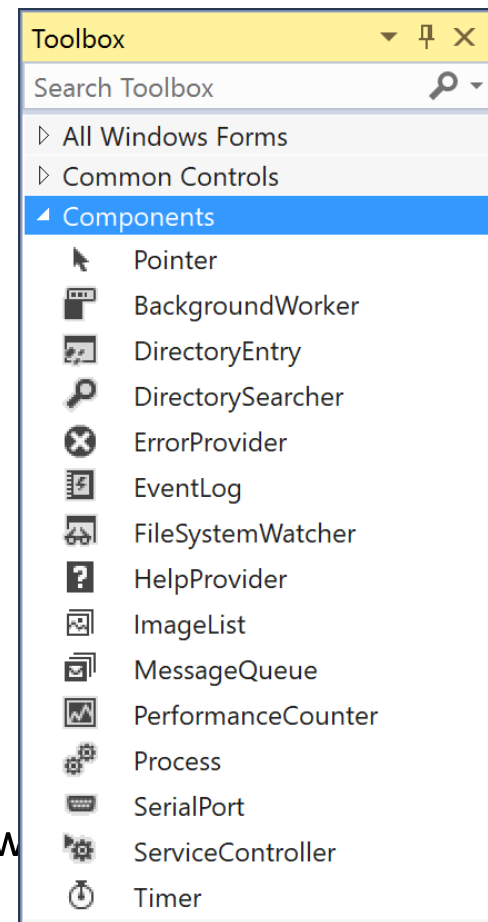 Toolbox
Search Toolbox
All Windows Forms
Common Controls
Components
Pointer
BackgroundWorker
DirectoryEntry
DirectorySearcher
ErrorProvider
EventLog
FileSystemWatcher
HelpProvider
ImageList
MessageQueue
PerformanceCounter
Process
SerialPort
w
ServiceController
Timer